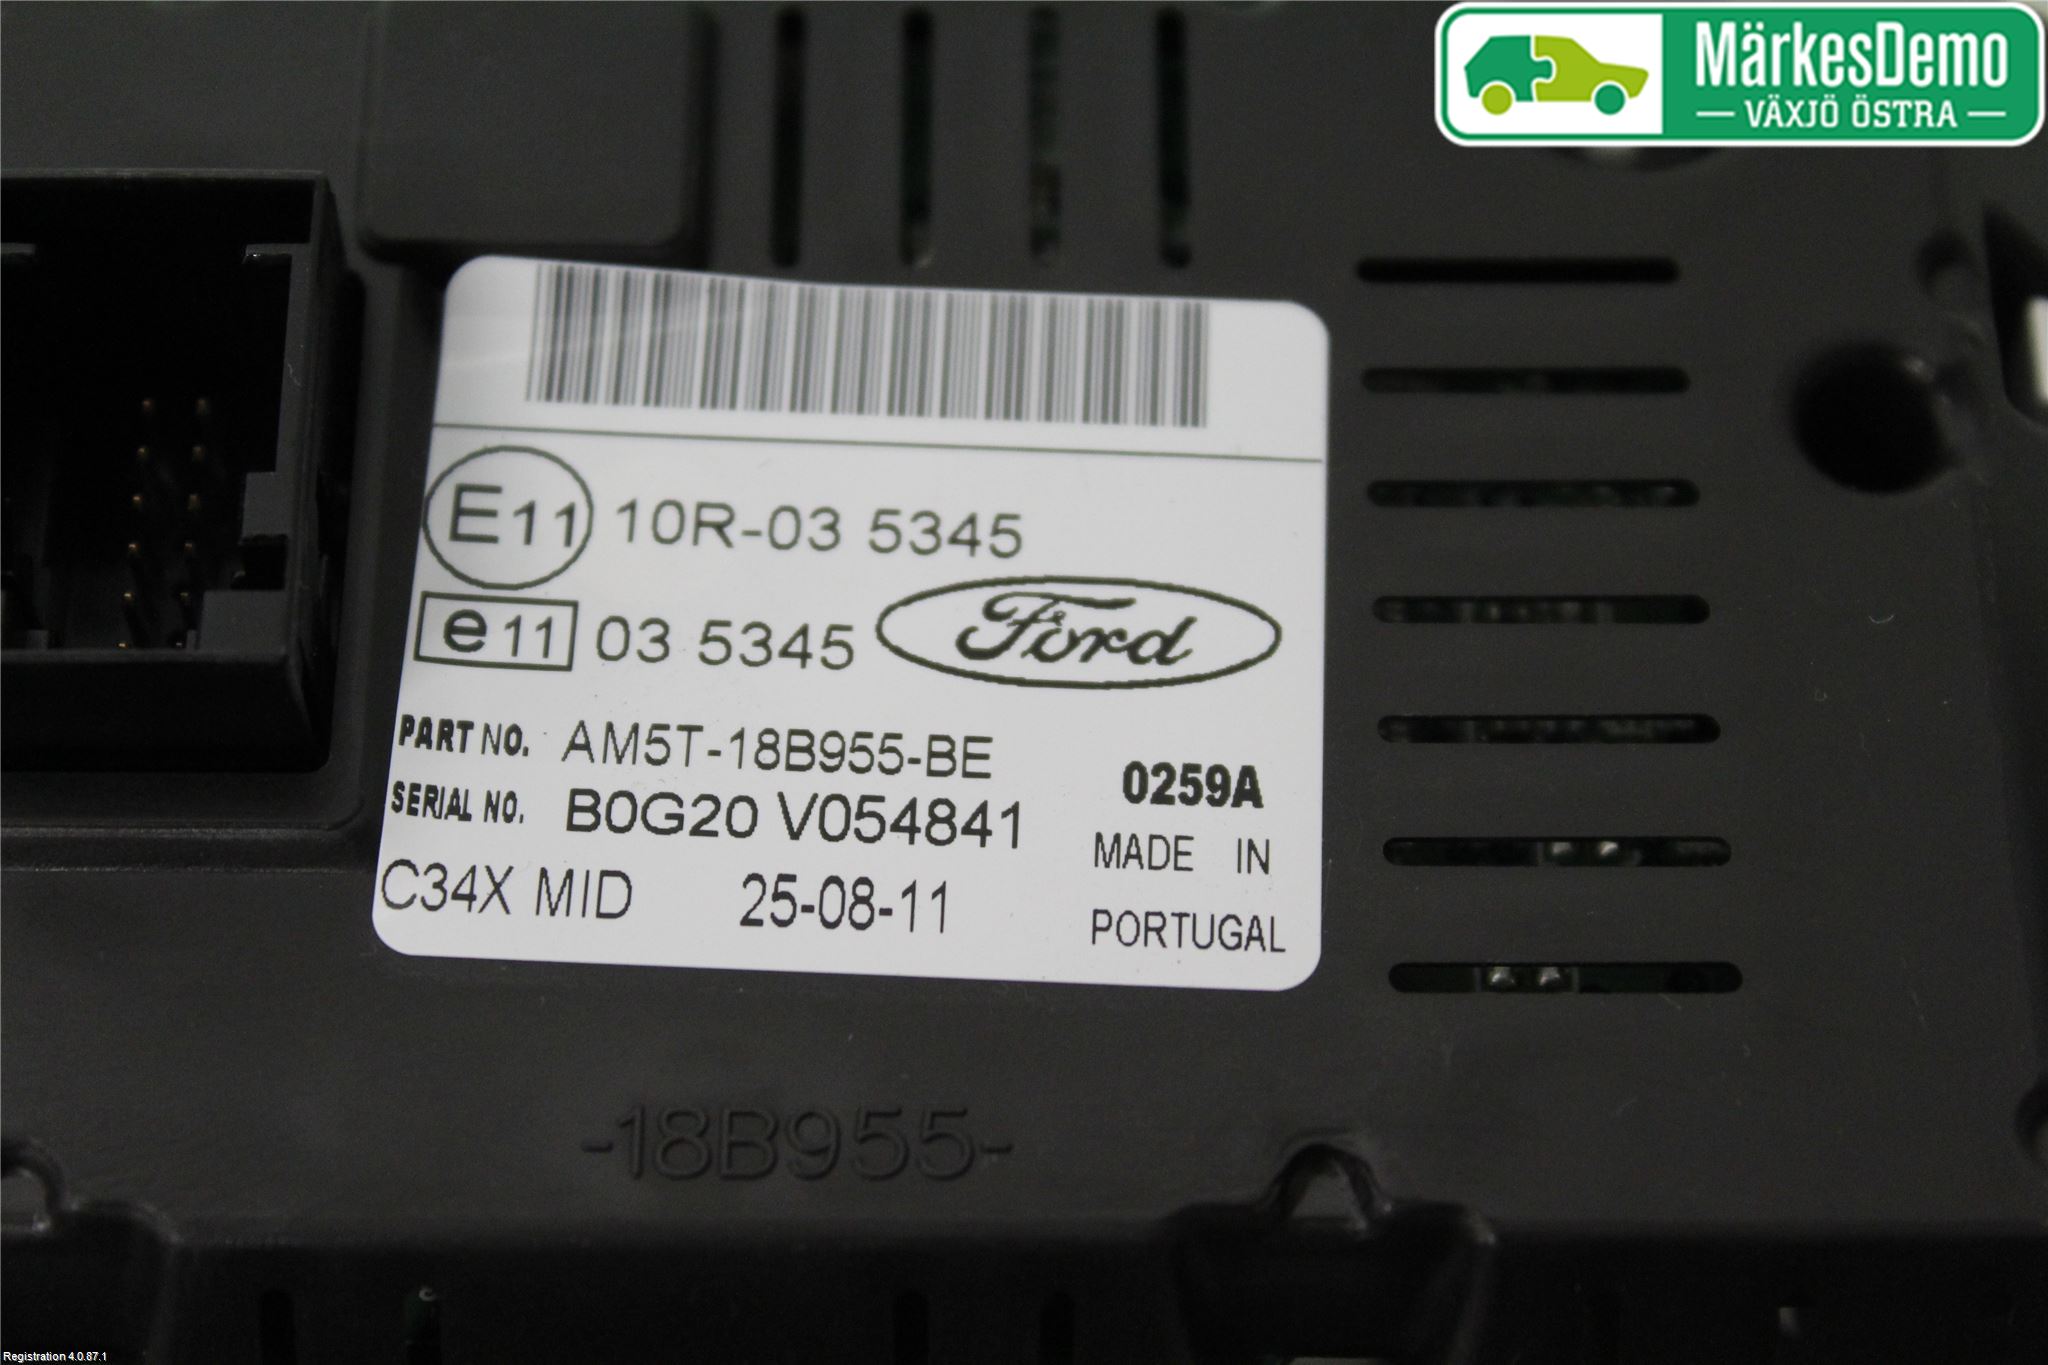 MärkesDemo
VÄXJÖ ÖSTRA
E11 10R-03 5345
e11 03 5345 Ford
PART NO. AM5T-18B955-BE
SERIAL NO. B0G20 V054841
0259A
MADE IN
PORTUGAL
C34X MID 25-08-11
-18B955-
Registration 4.0.87.1